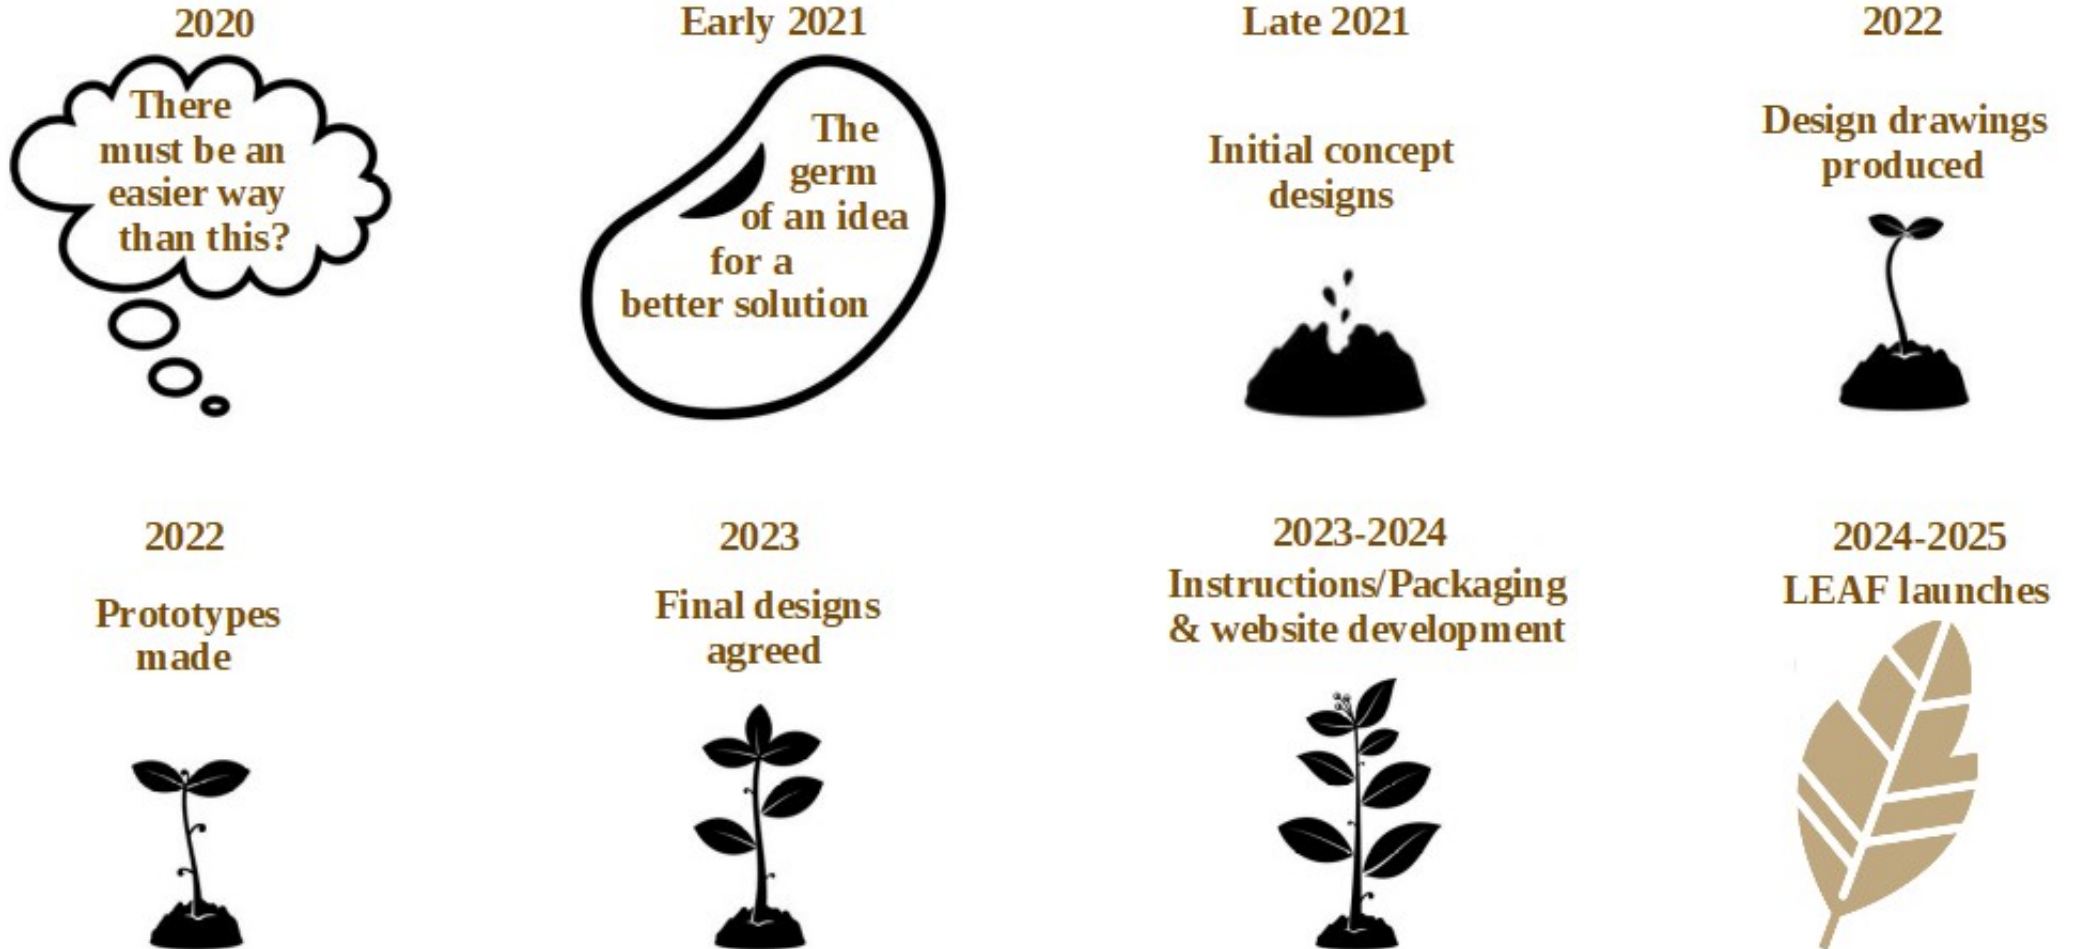 2020
There
must be an
easier way
than this?
Early 2021
The
germ
of an idea
for a
better solution
Late 2021
Initial concept
designs
2022
Design drawings
produced
2022
Prototypes
made
2023
Final designs
agreed
2023-2024
Instructions/Packaging
& website development
2024-2025
LEAF launches